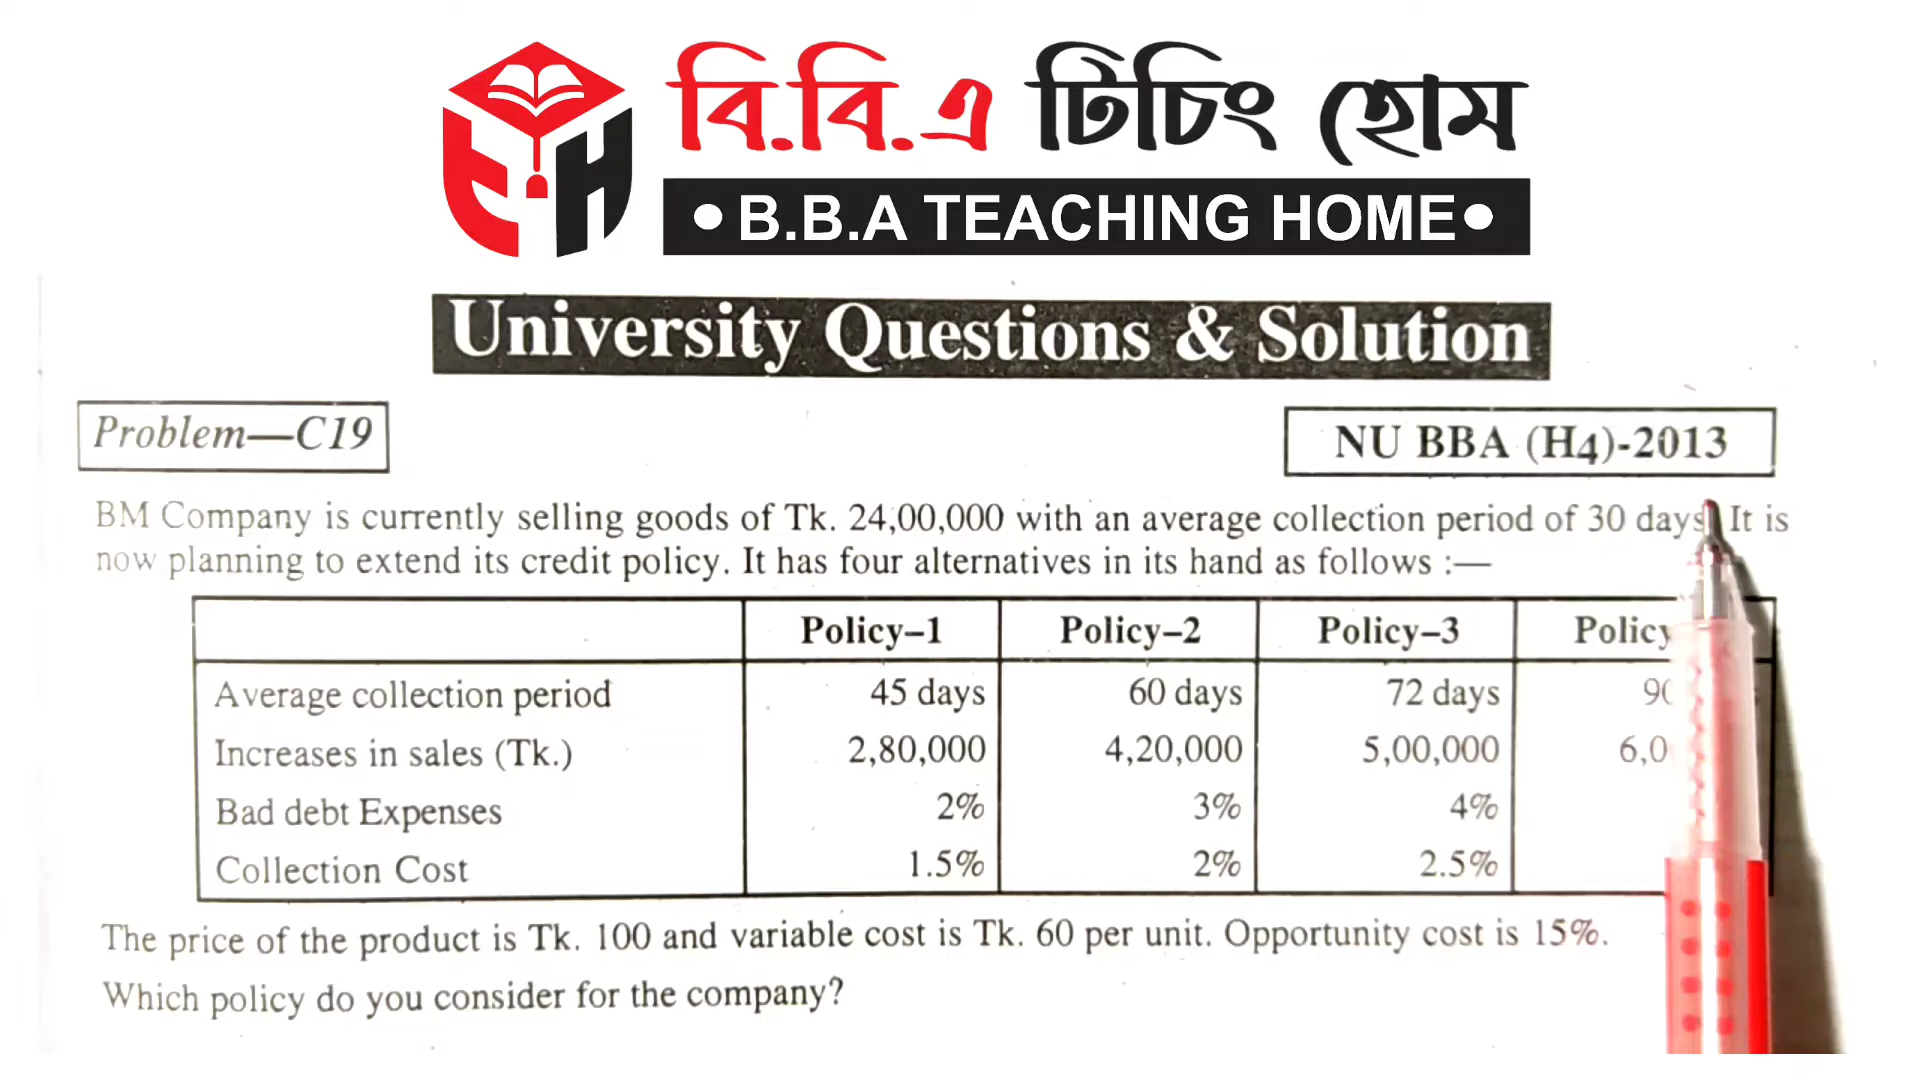 বি.বি.এ টিচিং হোম
• B.B.A TEACHING HOME •
University Questions & Solution
Problem—C19
NU BBA (H4)-2013
BM Company is currently selling goods of Tk. 24,00,000 with an average collection period of 30 days It is
now planning to extend its credit policy. It has four alternatives in its hand as follows :—
Policy–1 Policy–2 Policy–3
Average collection period 45 days 60 days 72 days
Increases in sales (Tk.) 2,80,000 4,20,000 5,00,000
Bad debt Expenses 2% 3% 4%
Collection Cost 1.5% 2% 2.5%
The price of the product is Tk. 100 and variable cost is Tk. 60 per unit. Opportunity cost is 15%.
Which policy do you consider for the company?